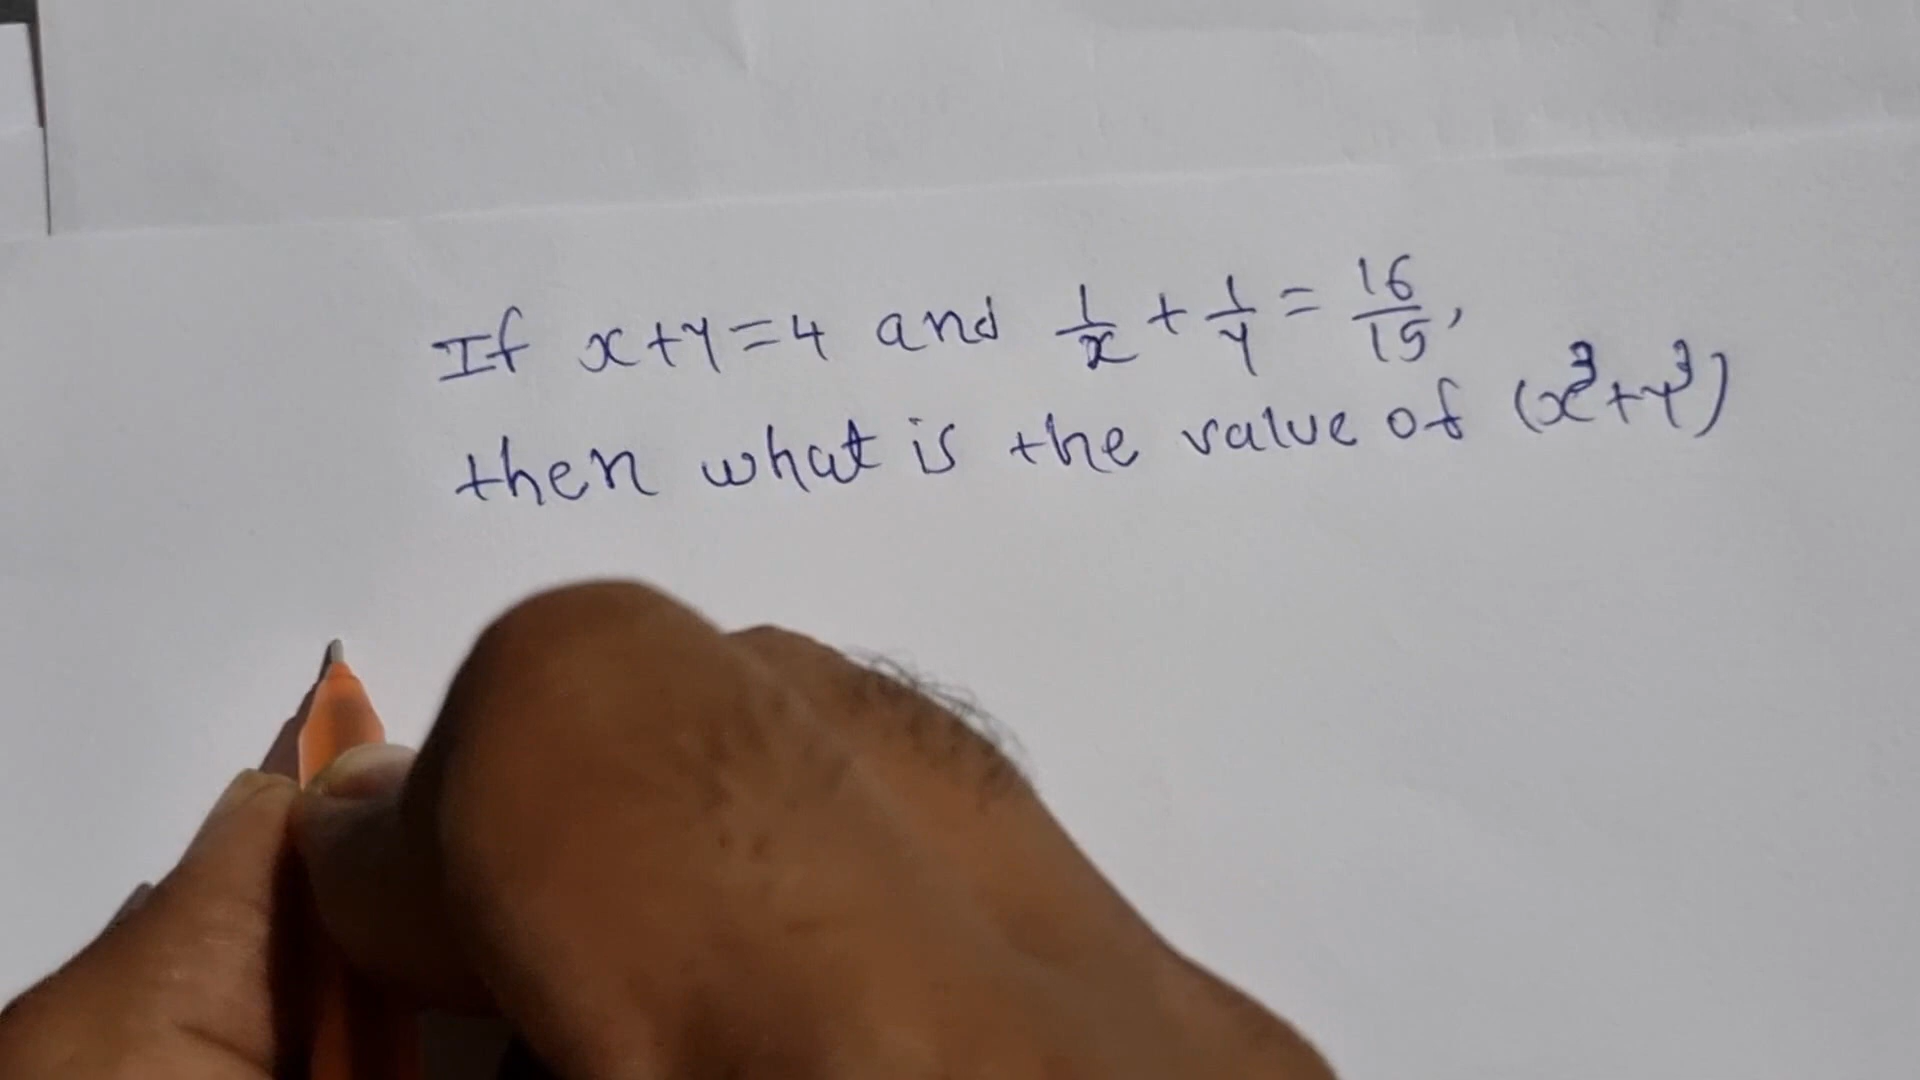 If x+y=4 and 1/x + 1/y = 16/15,
then what is the value of (x³+y³)